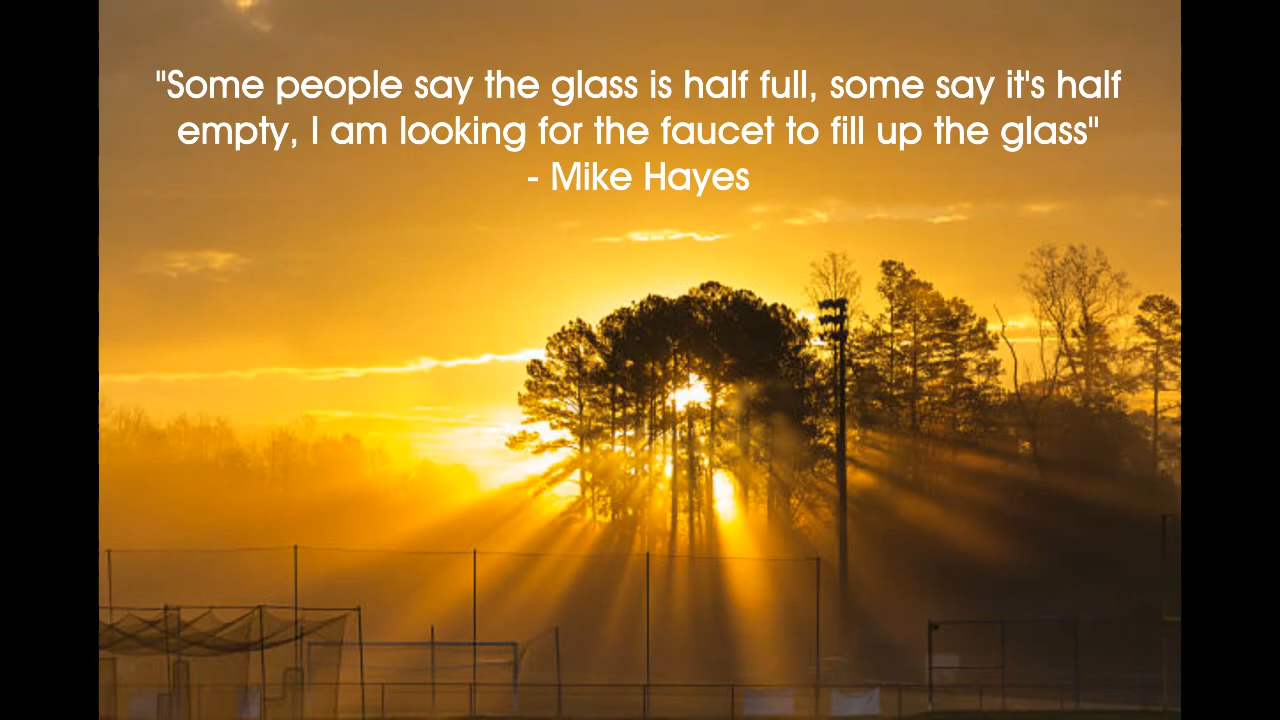 "Some people say the glass is half full, some say it's half
empty, I am looking for the faucet to fill up the glass"
- Mike Hayes